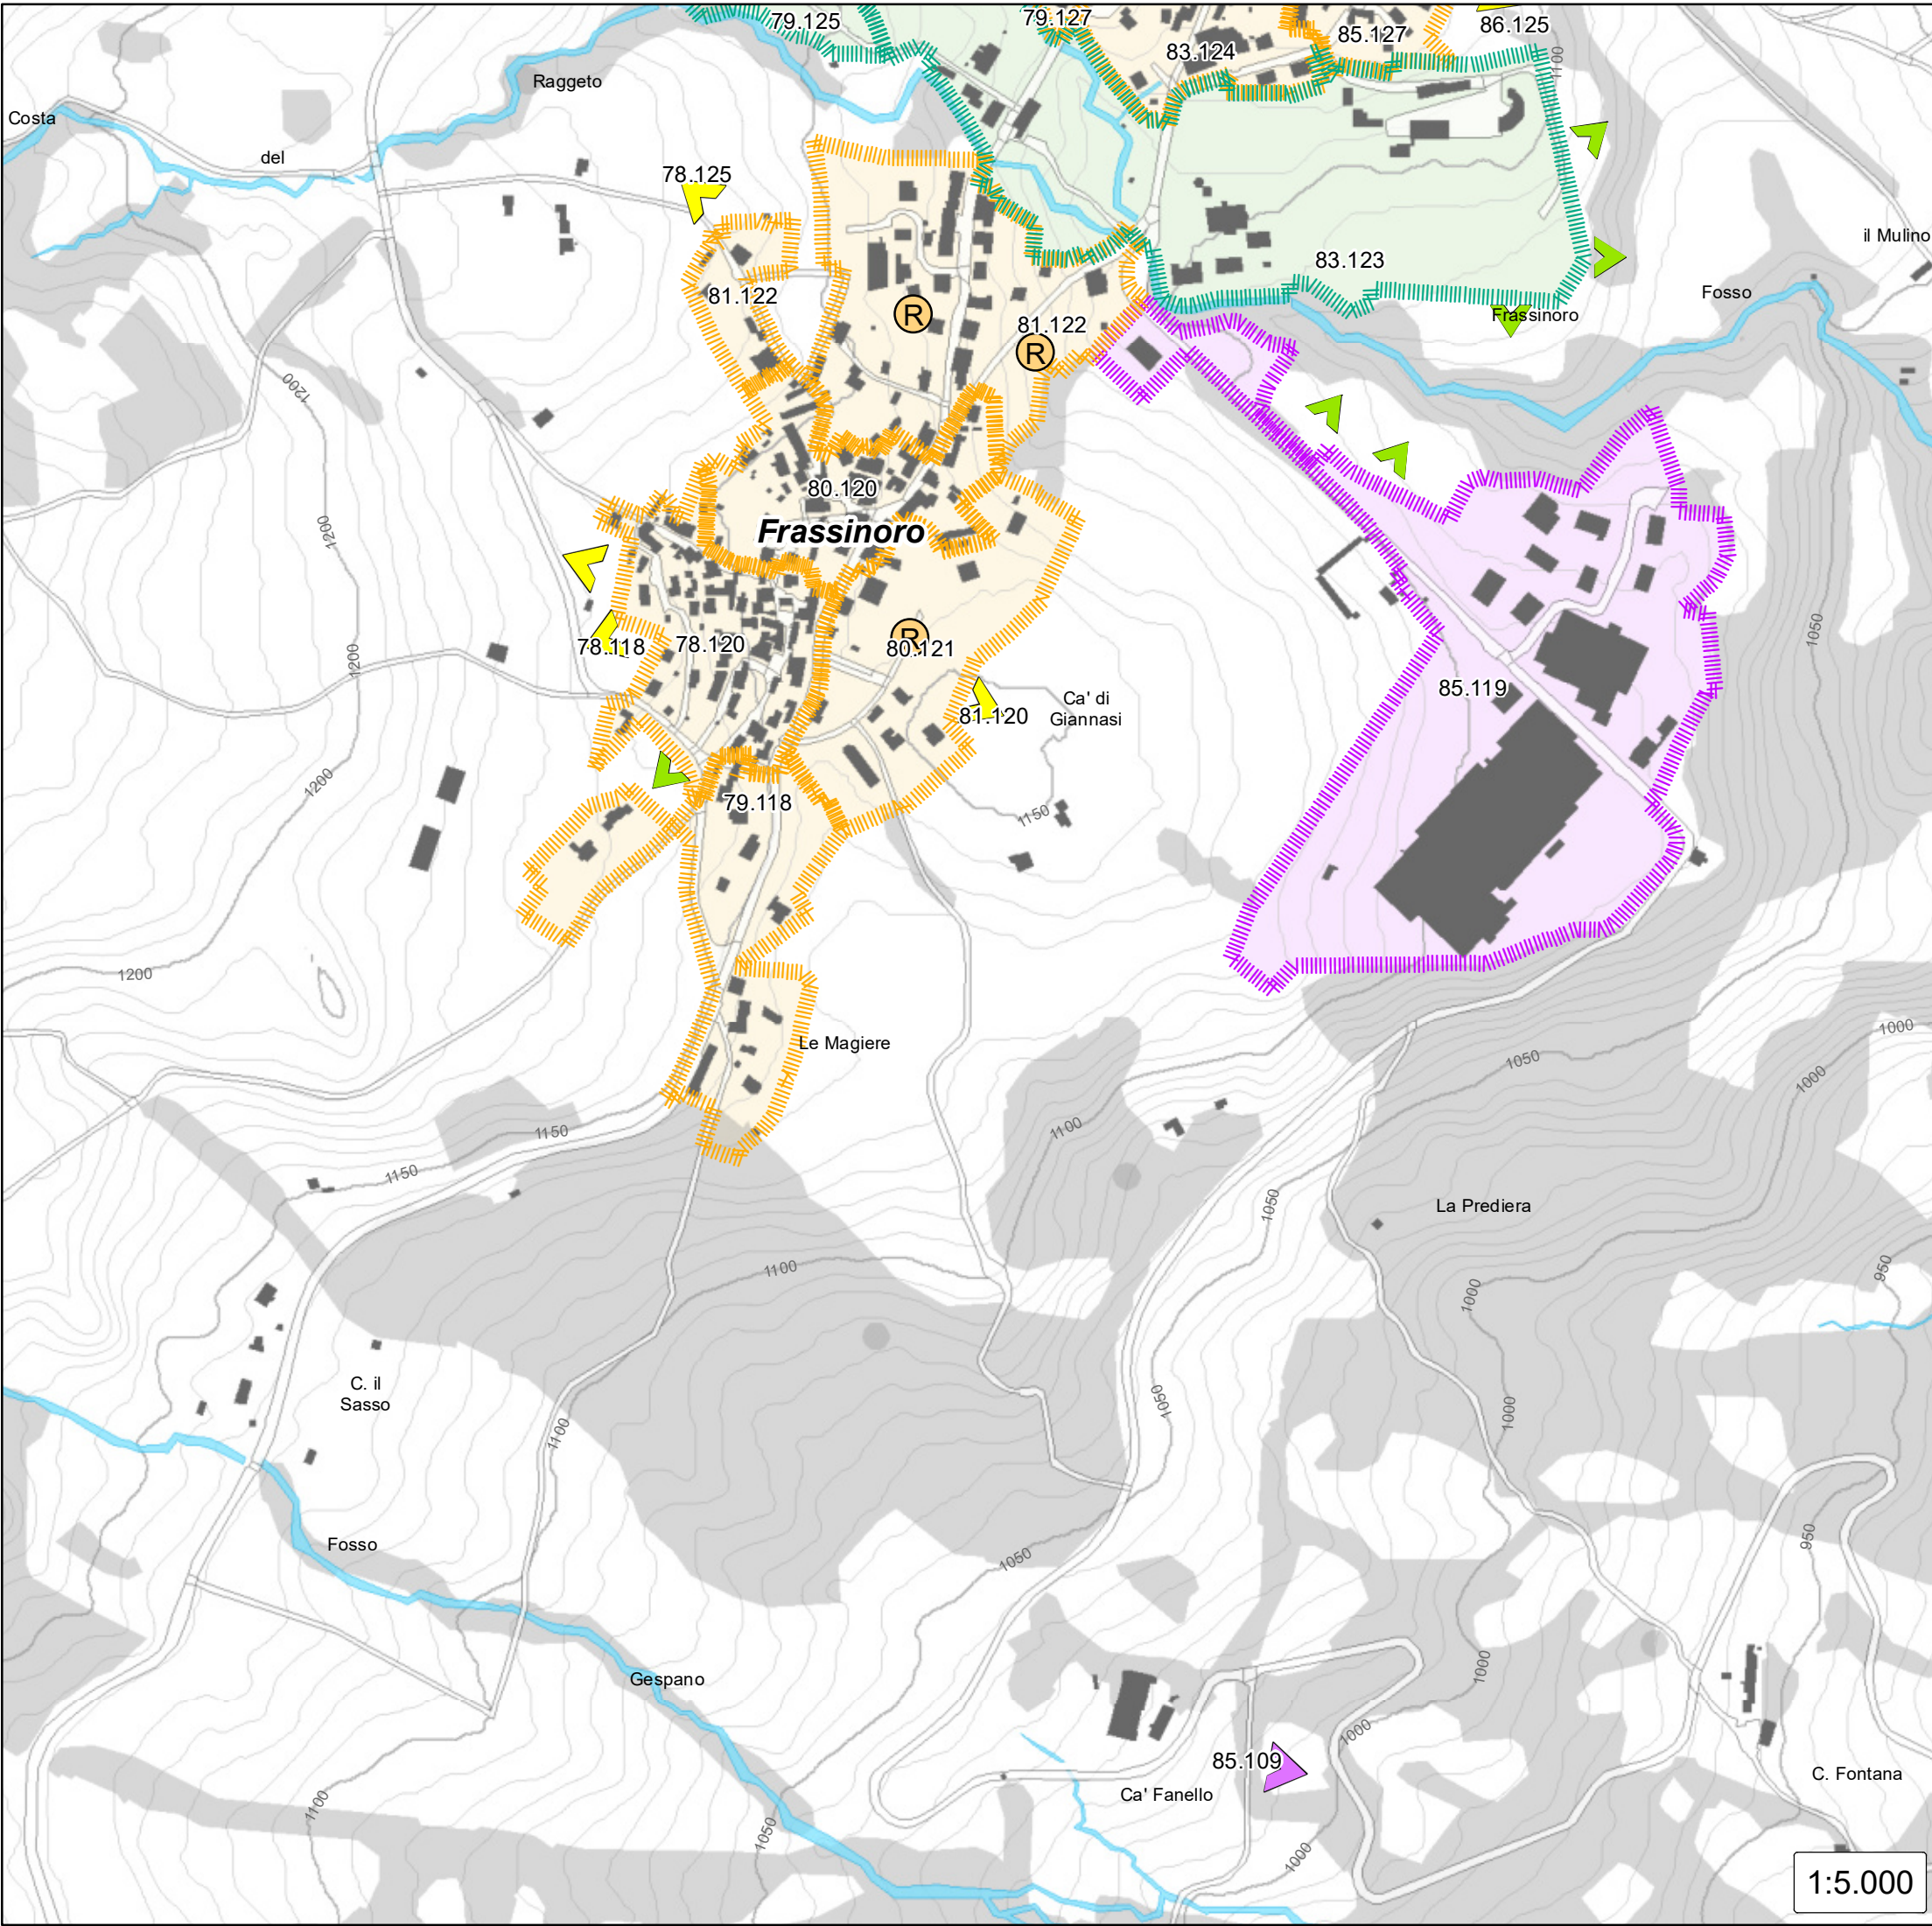 79.125
79.127
83.124
85.127
86.125
1100
Raggeto
Costa
del
78.125
il Mulino
83.123
81.122
Fosso
R
81.122
Frassinoro
R
1200
80.120
1200
Frassinoro
R
78.118
78.120
80.121
1050
1200
85.119
81.120
Ca' di
Giannasi
1200
79.118
1150
1200
Le Magiere
1000
1050
1000
1150
1100
1150
1050
La Prediera
1100
950
1000
C. il
Sasso
1050
1000
1100
Fosso
1050
950
Gespano
1000
1000
85.109
C. Fontana
Ca' Fanello
1100
1050
1000
1:5.000